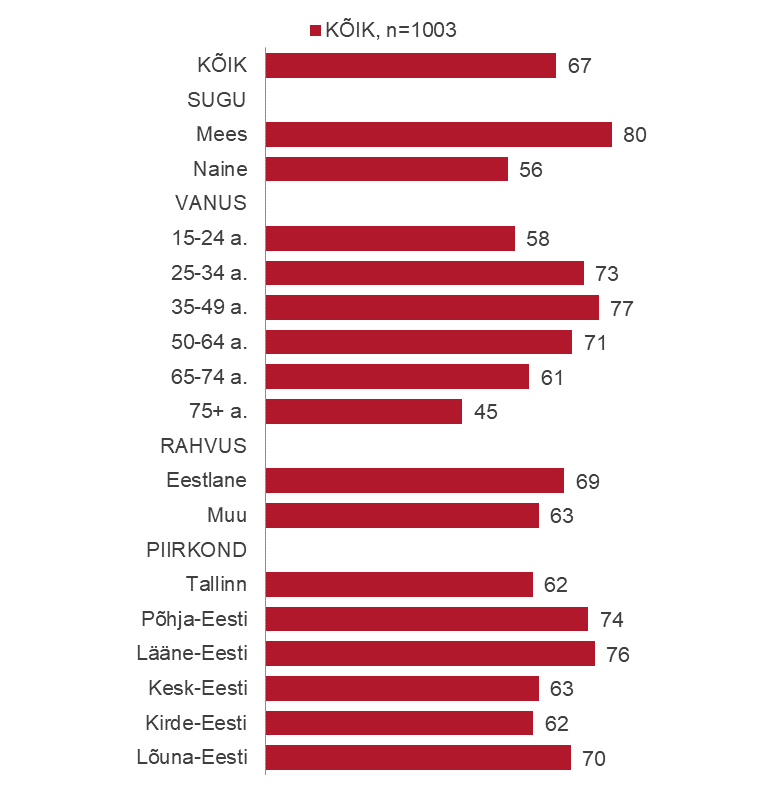 KÕIK, n=1003
KÕIK 67
SUGU
Mees 80
Naine 56
VANUS
15-24 a. 58
25-34 a. 73
35-49 a. 77
50-64 a. 71
65-74 a. 61
75+ a. 45
RAHVUS
Eestlane 69
Muu 63
PIIRKOND
Tallinn 62
Põhja-Eesti 74
Lääne-Eesti 76
Kesk-Eesti 63
Kirde-Eesti 62
Lõuna-Eesti 70